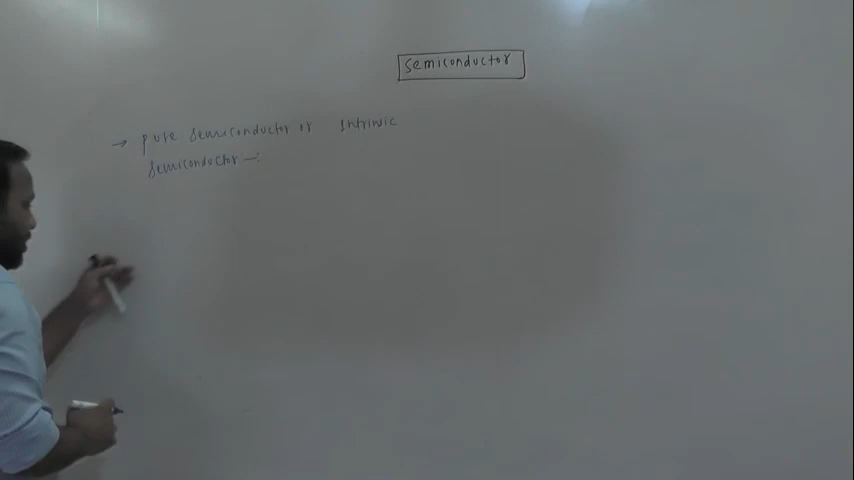 Semiconductor
→ pure semiconductor or Intrinsic
semiconductor -: